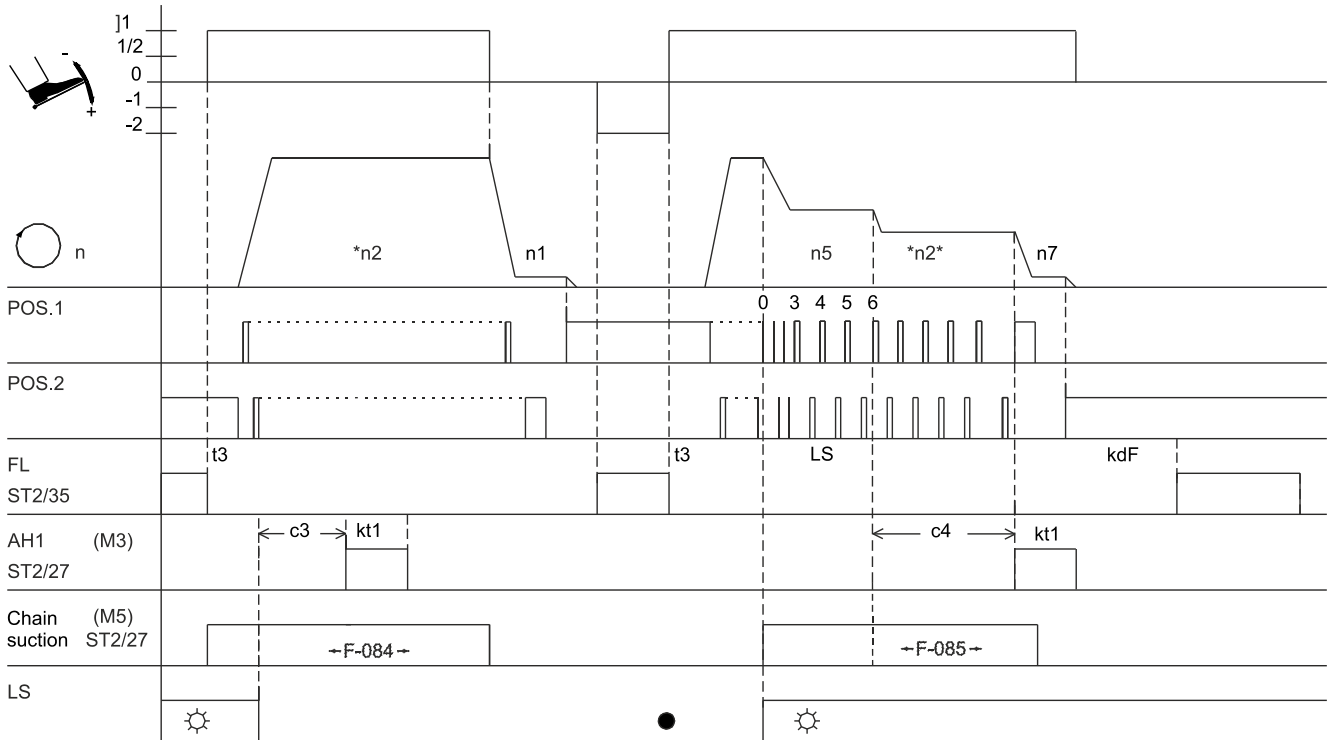 ]1
1/2
0
-1
-2
-
+
n
*n2
n1
n5
*n2*
n7
POS.1
0 3 4 5 6
POS.2
FL
ST2/35
t3
t3
LS
kdF
AH1 (M3)
ST2/27
c3
kt1
c4
kt1
Chain (M5)
suction ST2/27
F-084
F-085
LS